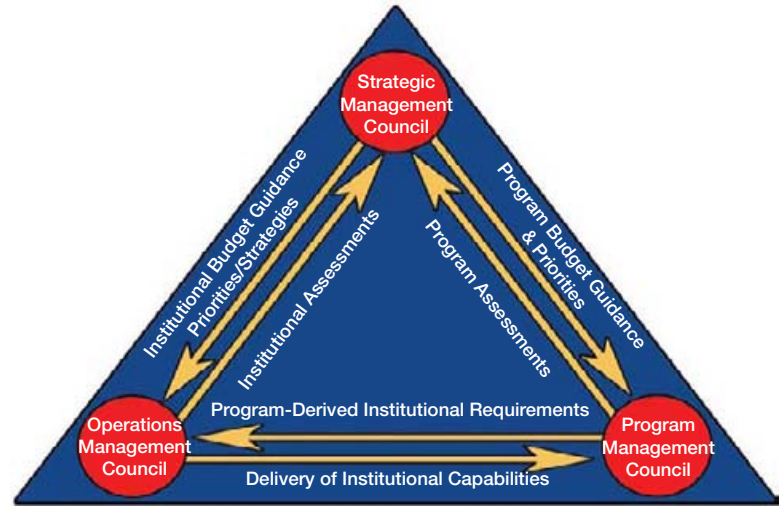 Strategic
Management
Council
Institutional Budget Guidance
Priorities/Strategies
Institutional Assessments
Program Assessments
Program Budget Guidance
& Priorities
Operations
Management
Council
Program-Derived Institutional Requirements
Delivery of Institutional Capabilities
Program
Management
Council